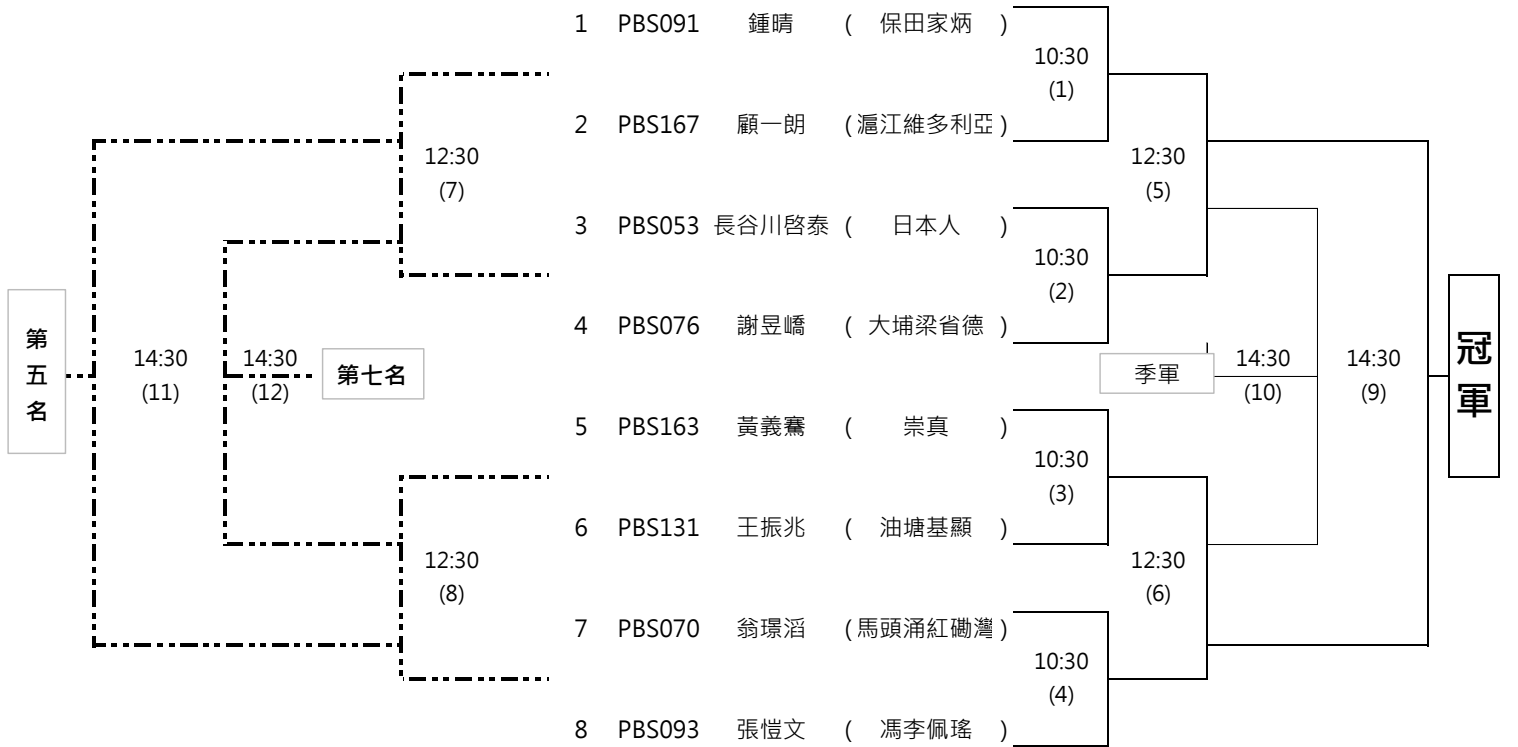 1 PBS091 鍾晴 ( 保田家炳 )
10:30
(1)
2 PBS167 顧一朗 (滬江維多利亞)
12:30
(7)
12:30
(5)
3 PBS053 長谷川啓泰 ( 日本人 )
10:30
(2)
4 PBS076 謝昱嶠 ( 大埔梁省德 )
第五名
14:30
(11)
14:30
(12)
第七名
季軍
14:30
(10)
14:30
(9)
冠軍
5 PBS163 黃義騫 ( 崇真 )
10:30
(3)
6 PBS131 王振兆 ( 油塘基顯 )
12:30
(8)
12:30
(6)
7 PBS070 翁璟滔 (馬頭涌紅磡灣)
10:30
(4)
8 PBS093 張愷文 ( 馮李佩瑤 )